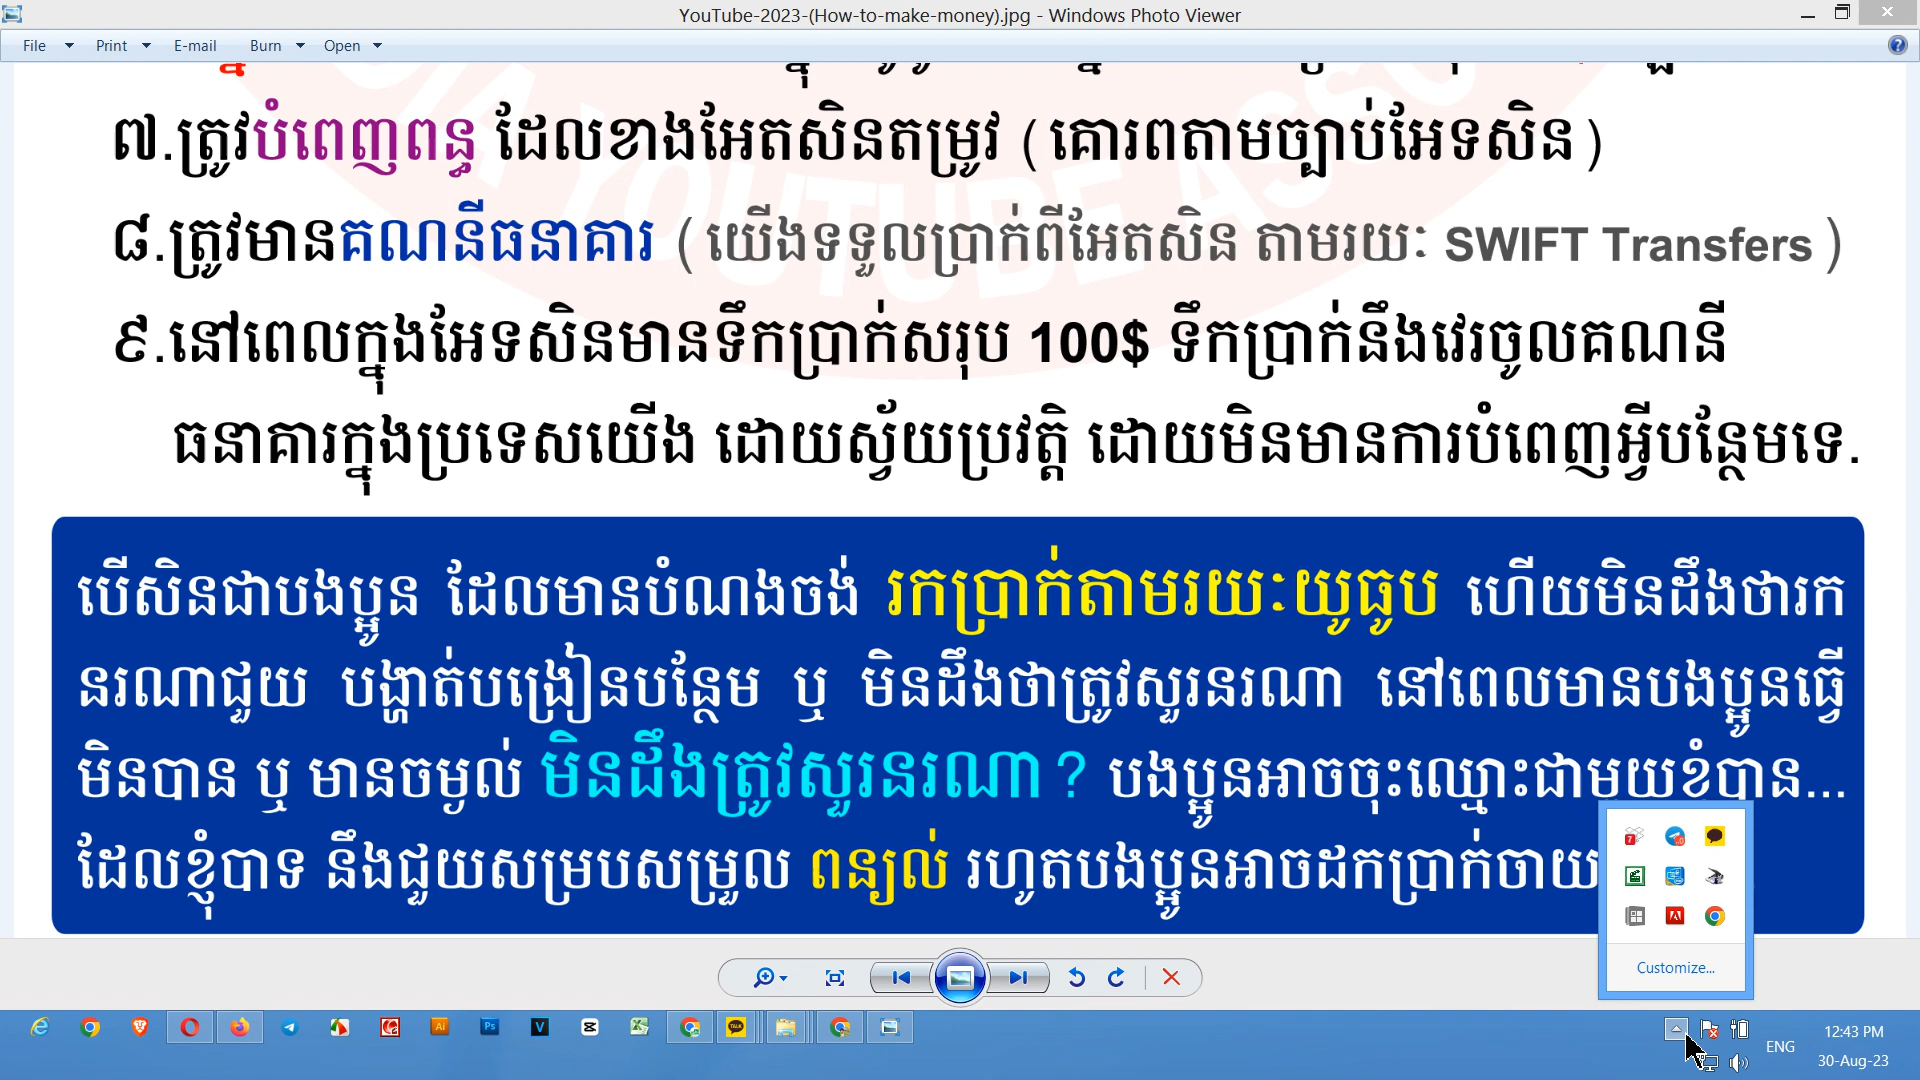 YouTube-2023-(How-to-make-money).jpg - Windows Photo Viewer
File Print E-mail Burn Open
៧.ត្រូវបំពេញពន្ធ ដែលខាងអែតសិនតម្រូវ (គោរពតាមច្បាប់អែទសិន)
៨.ត្រូវមានគណនីធនាគារ (យើងទទួលប្រាក់ពីអែតសិន តាមរយ: SWIFT Transfers)
៩.នៅពេលក្នុងអែទសិនមានទឹកប្រាក់សរុប 100$ ទឹកប្រាក់នឹងវេរចូលគណនី
ធនាគារក្នុងប្រទេសយើង ដោយស្វ័យប្រវត្តិ ដោយមិនមានការបំពេញអ្វីបន្ថែមទេ.
បើសិនជាបងប្អូន ដែលមានបំណងចង់ រកប្រាក់តាមរយៈយូធូប ហើយមិនដឹងថារក
នរណាជួយ បង្ហាត់បង្រៀនបន្ថែម ឬ មិនដឹងថាត្រូវសួរនរណា នៅពេលមានបងប្អូនធ្វើ
មិនបាន ឬ មានចម្ងល់ មិនដឹងត្រូវសួរនរណា ? បងប្អូនអាចចុះឈ្មោះជាមួយខ្ញុំបាន...
ដែលខ្ញុំបាទ នឹងជួយសម្របសម្រួល ពន្យល់ រហូតបងប្អូនអាចដកប្រាក់ចាយ
Customize...
ENG
12:43 PM
30-Aug-23